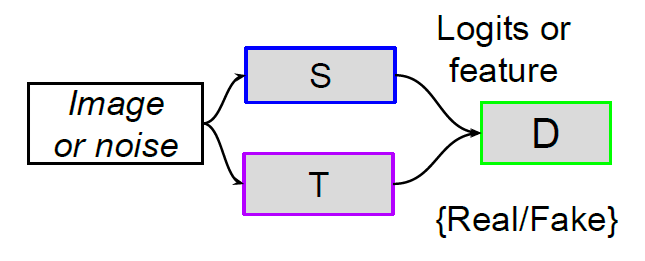 Image
or noise
S
T
Logits or
feature
D
{Real/Fake}